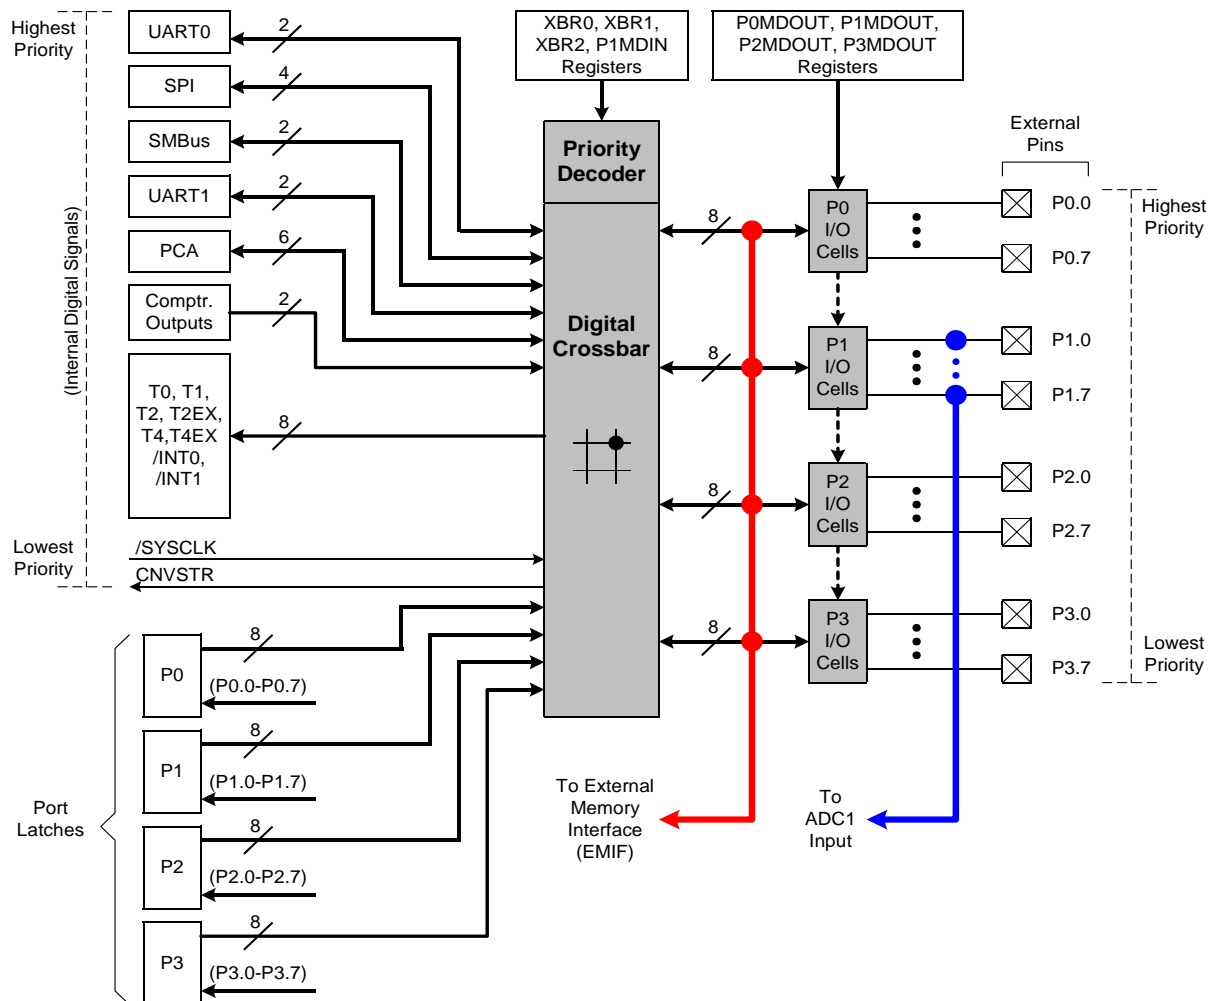 Highest
Priority
(Internal Digital Signals)
Lowest
Priority
UART0
2
SPI
4
SMBus
2
UART1
2
PCA
6
Comptr.
Outputs
2
T0, T1,
T2, T2EX,
T4,T4EX
/INT0,
/INT1
8
/SYSCLK
CNVSTR
XBR0, XBR1,
XBR2, P1MDIN
Registers
P0MDOUT, P1MDOUT,
P2MDOUT, P3MDOUT
Registers
Priority
Decoder
Digital
Crossbar
8
8
8
8
P0
I/O
Cells
P1
I/O
Cells
P2
I/O
Cells
P3
I/O
Cells
External
Pins
P0.0
P0.7
P1.0
P1.7
P2.0
P2.7
P3.0
P3.7
Highest
Priority
Lowest
Priority
Port
Latches
P0
8
(P0.0-P0.7)
P1
8
(P1.0-P1.7)
P2
8
(P2.0-P2.7)
P3
8
(P3.0-P3.7)
To External
Memory
Interface
(EMIF)
To
ADC1
Input